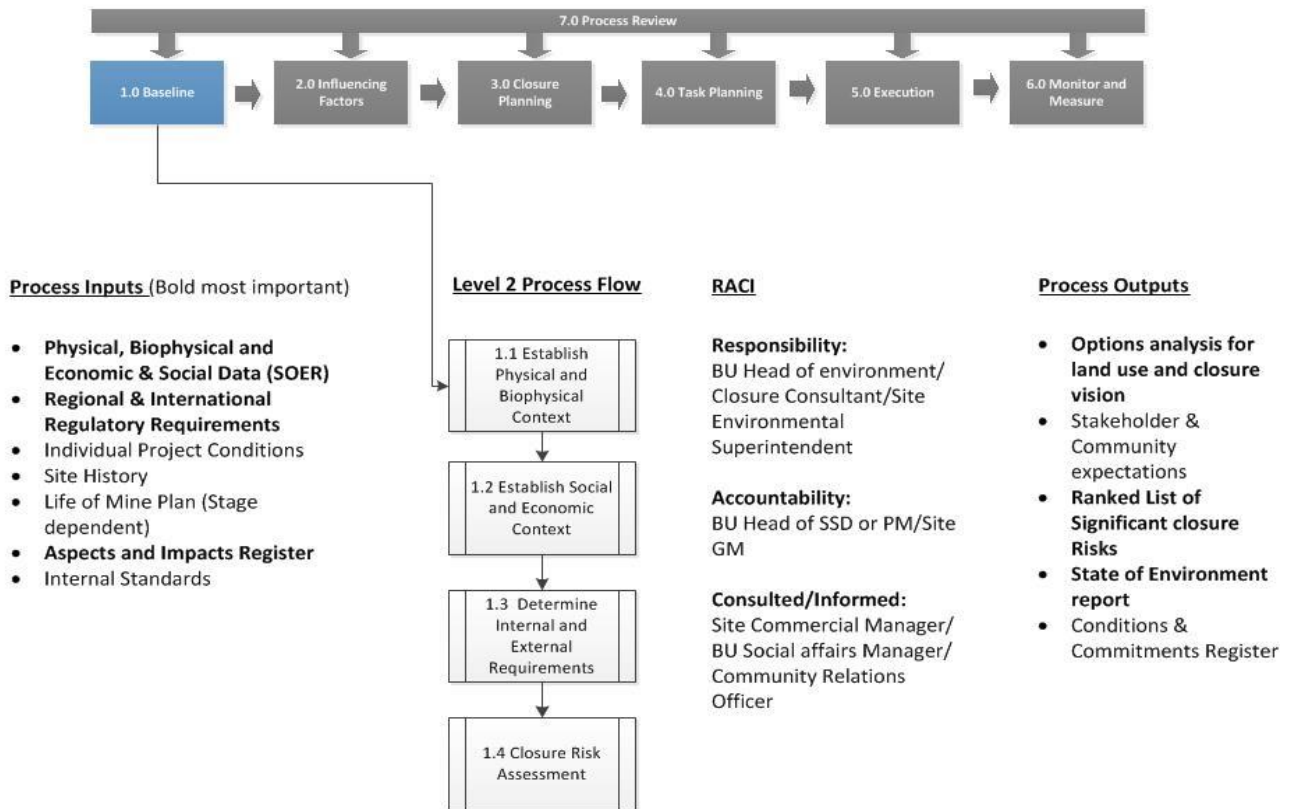 7.0 Process Review
1.0 Baseline
2.0 Influencing
Factors
3.0 Closure
Planning
4.0 Task Planning
5.0 Execution
6.0 Monitor and
Measure
Process Inputs (Bold most important)
• Physical, Biophysical and
Economic & Social Data (SOER)
• Regional & International
Regulatory Requirements
• Individual Project Conditions
• Site History
• Life of Mine Plan (Stage
dependent)
• Aspects and Impacts Register
• Internal Standards
Level 2 Process Flow
1.1 Establish
Physical and
Biophysical
Context
1.2 Establish Social
and Economic
Context
1.3 Determine
Internal and
External
Requirements
1.4 Closure Risk
Assessment
RACI
Responsibility:
BU Head of environment/
Closure Consultant/Site
Environmental
Superintendent
Accountability:
BU Head of SSD or PM/Site
GM
Consulted/Informed:
Site Commercial Manager/
BU Social affairs Manager/
Community Relations
Officer
Process Outputs
• Options analysis for
land use and closure
vision
• Stakeholder &
Community
expectations
• Ranked List of
Significant closure
Risks
• State of Environment
report
• Conditions &
Commitments Register